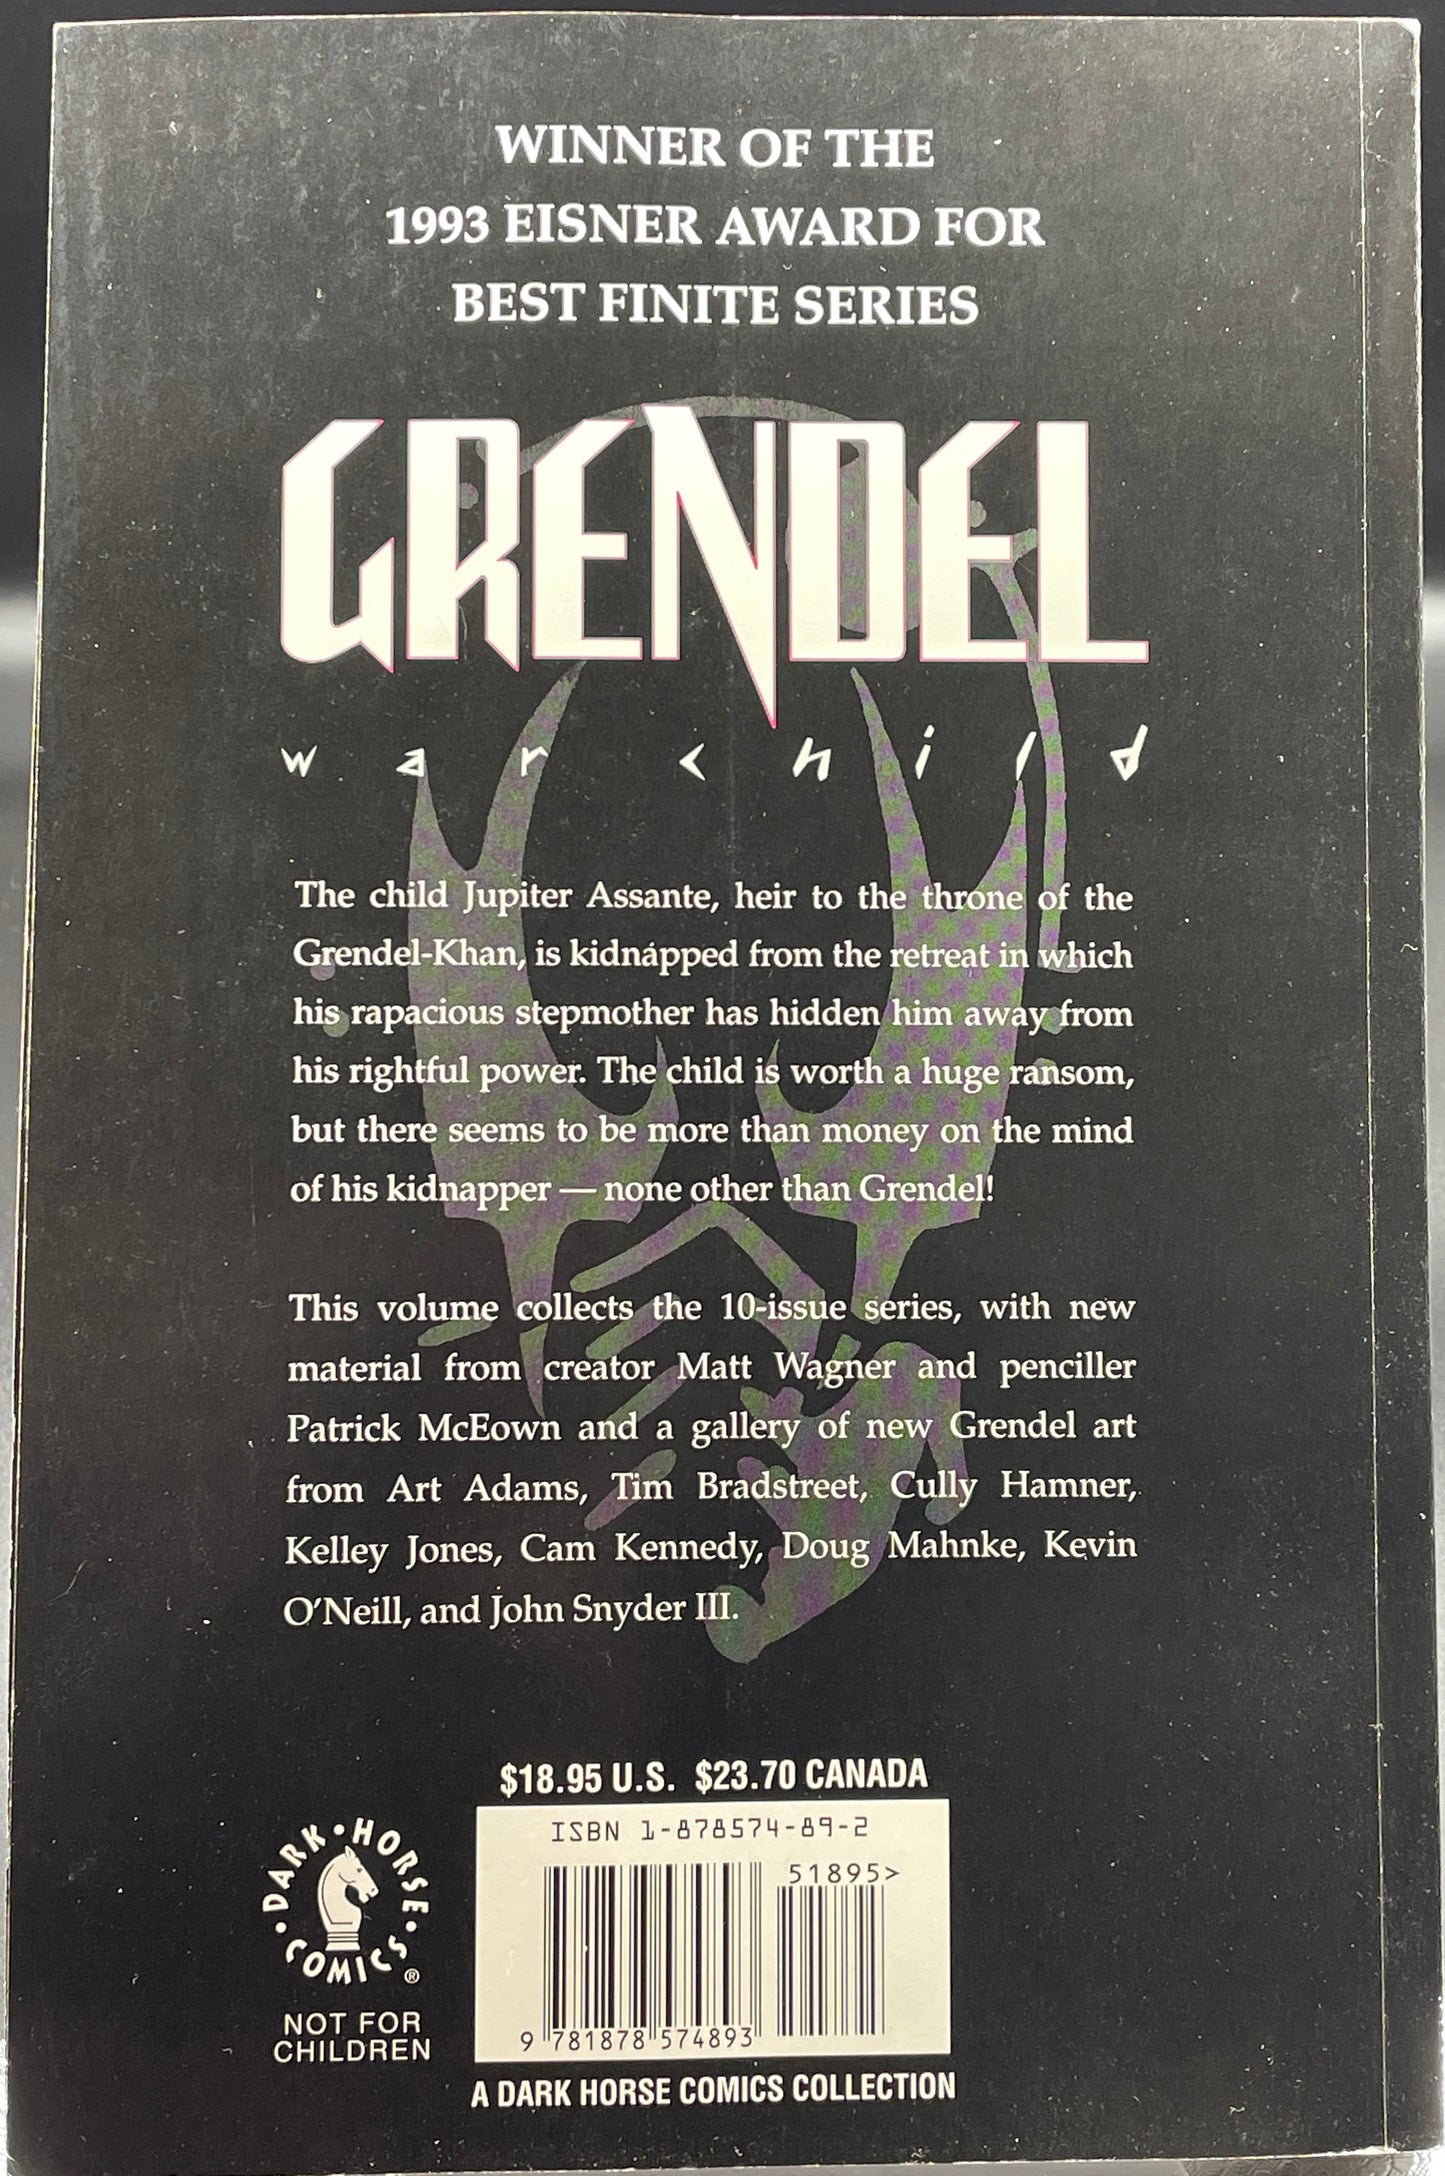 WINNER OF THE
1993 EISNER AWARD FOR
BEST FINITE SERIES
GRENDEL
war child
The child Jupiter Assante, heir to the throne of the
Grendel-Khan, is kidnapped from the retreat in which
his rapacious stepmother has hidden him away from
his rightful power. The child is worth a huge ransom,
but there seems to be more than money on the mind
of his kidnapper — none other than Grendel!
This volume collects the 10-issue series, with new
material from creator Matt Wagner and penciller
Patrick McEown and a gallery of new Grendel art
from Art Adams, Tim Bradstreet, Cully Hamner,
Kelley Jones, Cam Kennedy, Doug Mahnke, Kevin
O'Neill, and John Snyder III.
$18.95 U.S. $23.70 CANADA
ISBN 1-878574-89-2
51895>
9 781878 574893
DARK • HORSE • COMICS •®
NOT FOR
CHILDREN
A DARK HORSE COMICS COLLECTION